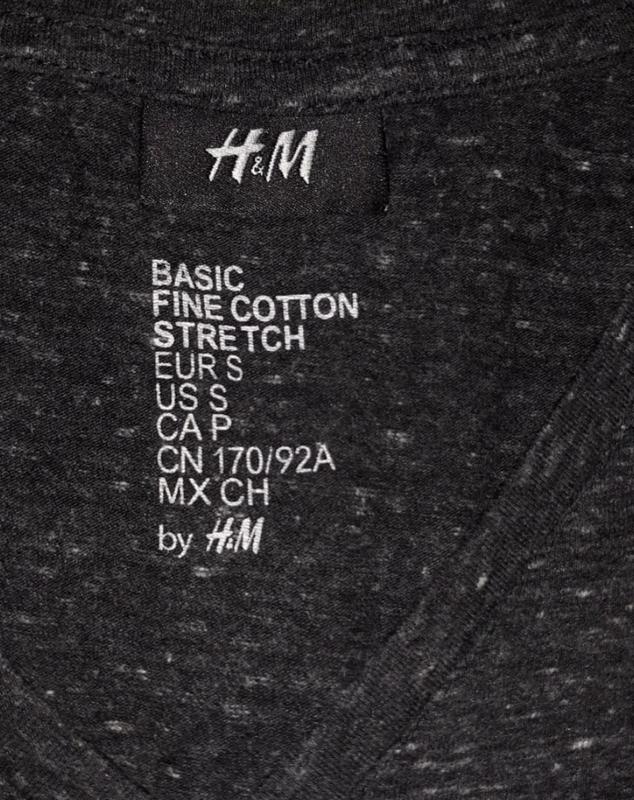 H&M
BASIC
FINE COTTON
STRETCH
EUR S
US S
CA P
CN 170/92A
MX CH
by H&M